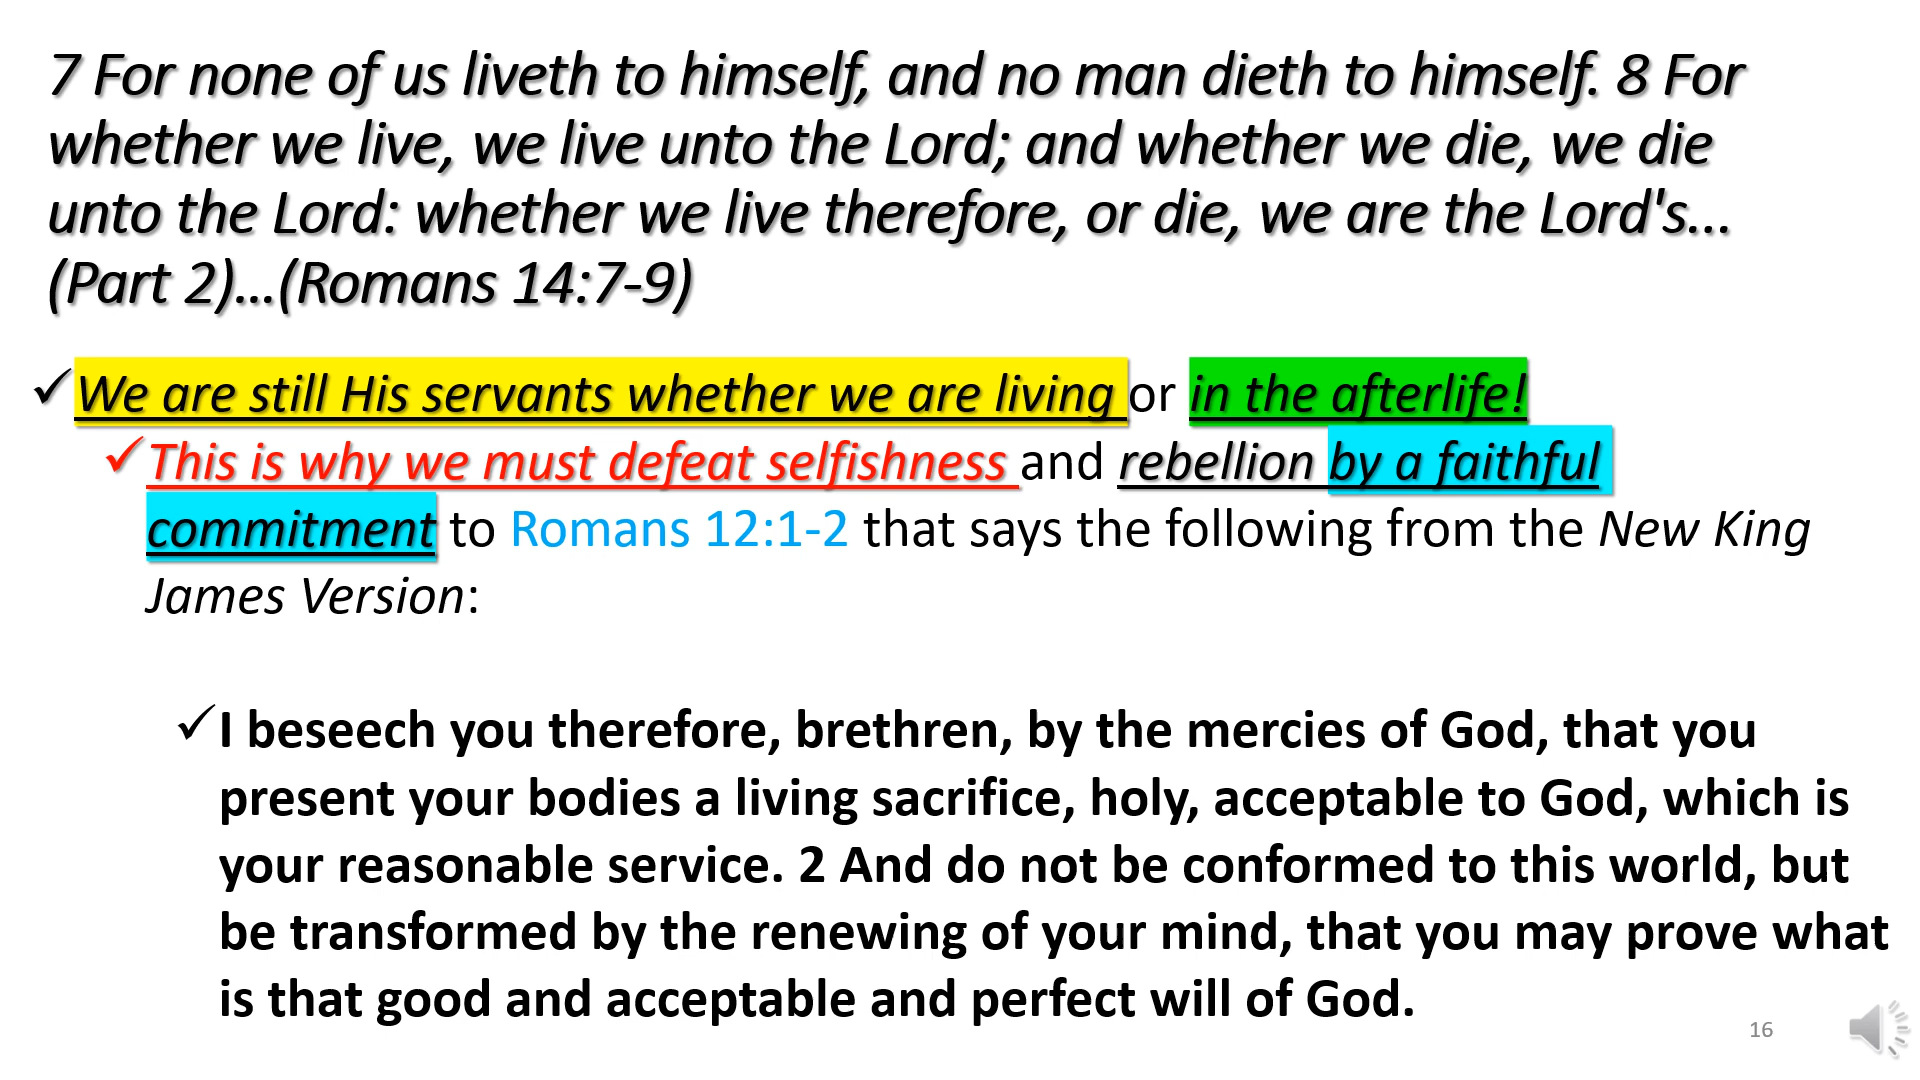 7 For none of us liveth to himself, and no man dieth to himself. 8 For
whether we live, we live unto the Lord; and whether we die, we die
unto the Lord: whether we live therefore, or die, we are the Lord's...
(Part 2)...(Romans 14:7-9)
✓We are still His servants whether we are living or in the afterlife!
✓This is why we must defeat selfishness and rebellion by a faithful
commitment to Romans 12:1-2 that says the following from the New King
James Version:
✓I beseech you therefore, brethren, by the mercies of God, that you
present your bodies a living sacrifice, holy, acceptable to God, which is
your reasonable service. 2 And do not be conformed to this world, but
be transformed by the renewing of your mind, that you may prove what
is that good and acceptable and perfect will of God.
16